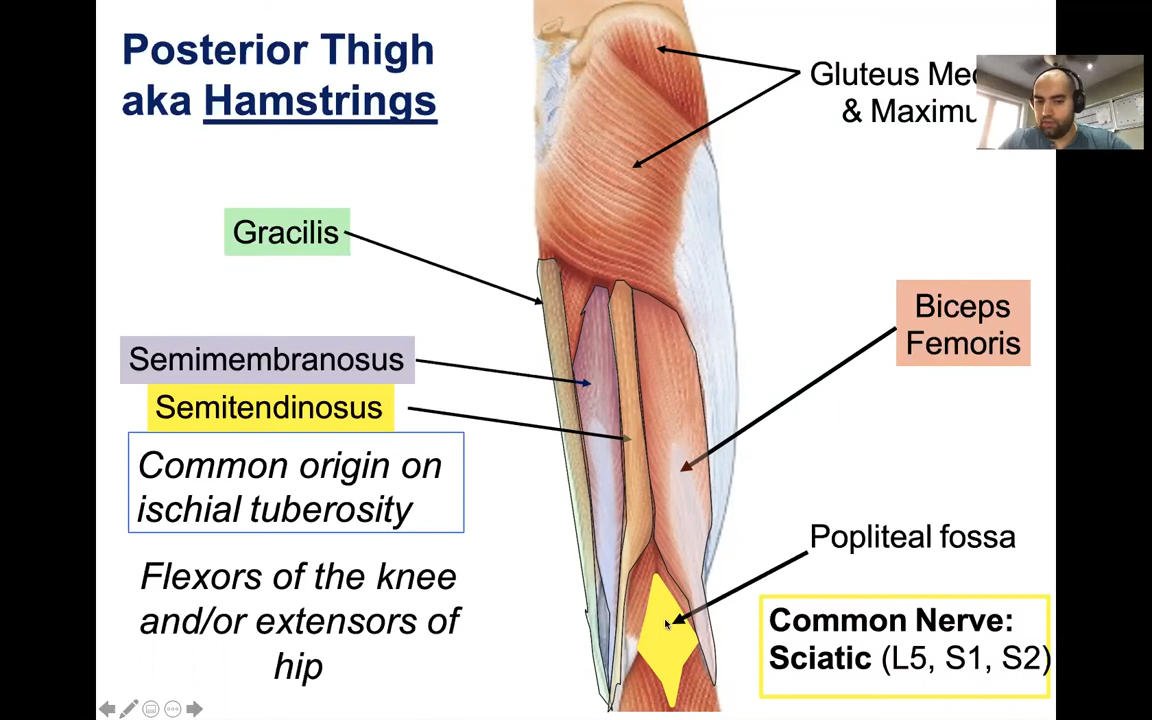 Posterior Thigh
aka Hamstrings
Gluteus
& 
Gracilis
Biceps
Femoris
Semimembranosus
Semitendinosus
Common origin on
ischial tuberosity
Popliteal fossa
Flexors of the knee
and/or extensors of
hip
Common Nerve:
Sciatic (L5, S1, S2)